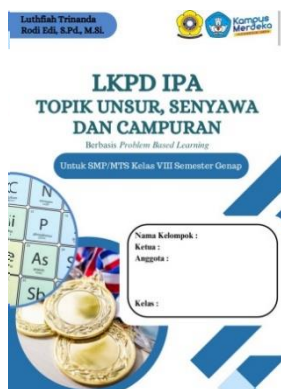 Luthfiah Trinanda
Rodi Edi, S.Pd., M.Si.
Kampus
Merdeka
LKPD IPA
TOPIK UNSUR, SENYAWA
DAN CAMPURAN
Berbasis Problem Based Learning
Untuk SMP/MTS Kelas VIII Semester Genap
N
P
As
Sb
Nama Kelompok :
Ketua :
Anggota :
Kelas :